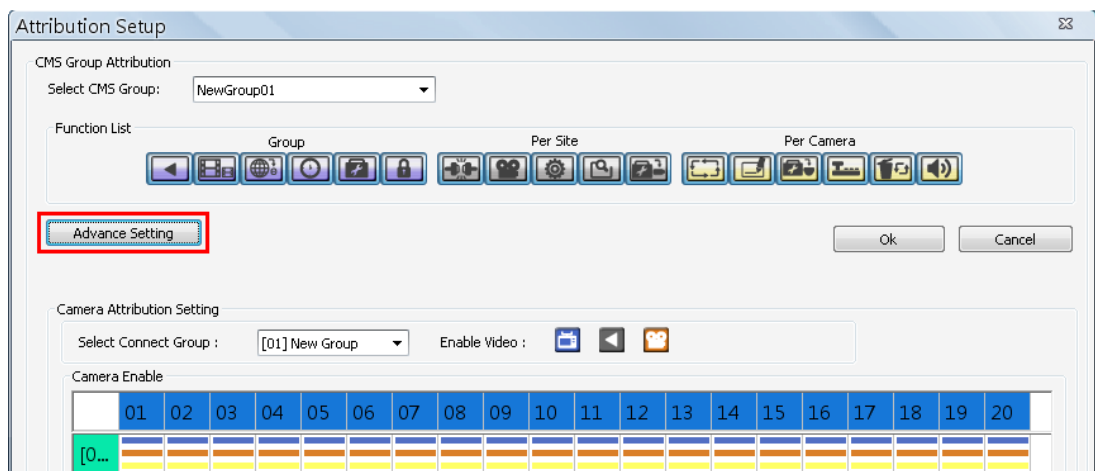 Attribution Setup
CMS Group Attribution
Select CMS Group: NewGroup01
Function List
Group Per Site Per Camera
Advance Setting
Ok Cancel
Camera Attribution Setting
Select Connect Group : [01] New Group Enable Video :
Camera Enable
01 02 03 04 05 06 07 08 09 10 11 12 13 14 15 16 17 18 19 20
[0...